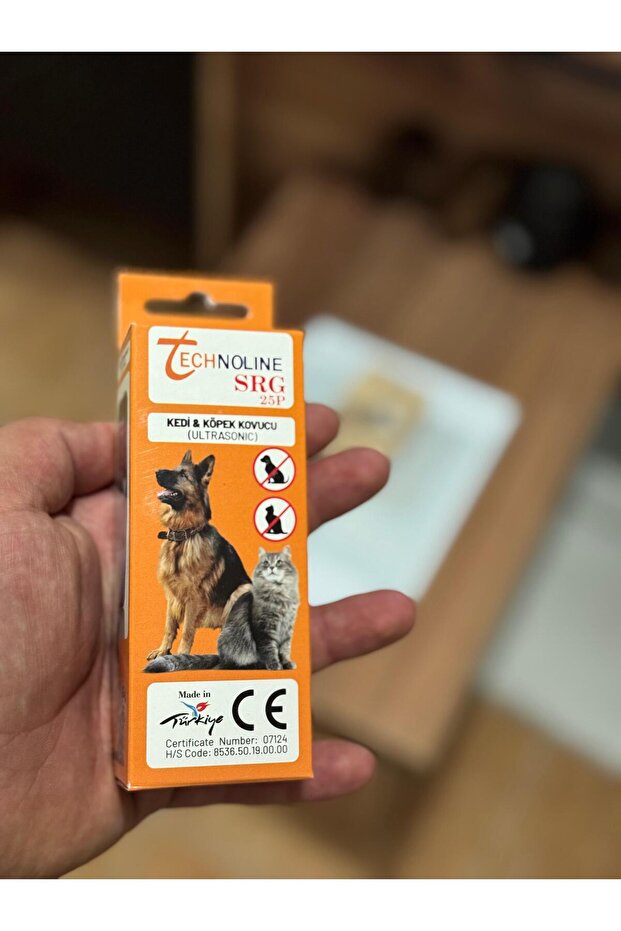 TECHNOLINE
SRG
25P
KEDİ & KÖPEK KOVUCU
(ULTRASONIC)
Made in
Türkiye
CE
Certificate Number: 07124
H/S Code: 8536.50.19.00.00